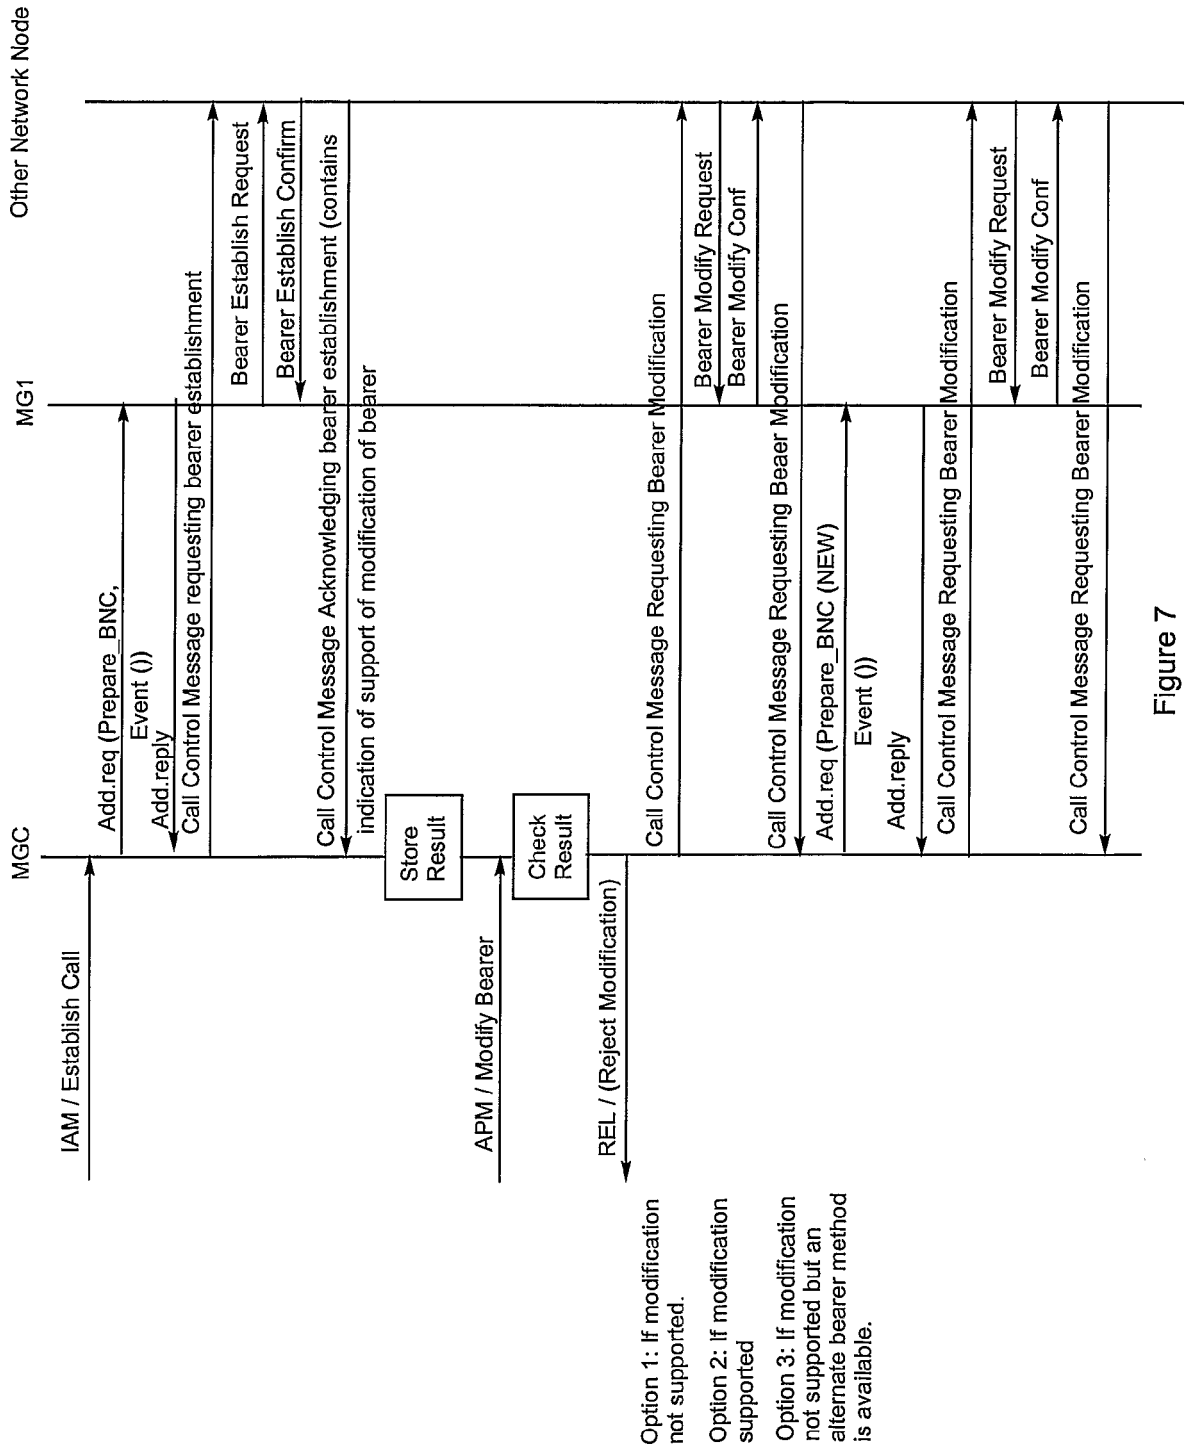 MGC
MG1
Other Network Node
IAM / Establish Call
Add.req (Prepare_BNC,
Event ())
Add.reply
Call Control Message requesting bearer establishment
Bearer Establish Request
Bearer Establish Confirm
Call Control Message Acknowledging bearer establishment (contains
indication of support of modification of bearer
Store
Result
APM / Modify Bearer
Check
Result
REL / (Reject Modification)
Option 1: If modification
not supported.
Call Control Message Requesting Bearer Modification
Bearer Modify Request
Bearer Modify Conf
Option 2: If modification
supported
Call Control Message Requesting Beaer Modification
Option 3: If modification
not supported but an
alternate bearer method
is available.
Add.req (Prepare_BNC (NEW)
Event ())
Add.reply
Call Control Message Requesting Bearer Modification
Bearer Modify Request
Bearer Modify Conf
Call Control Message Requesting Bearer Modification
Figure 7